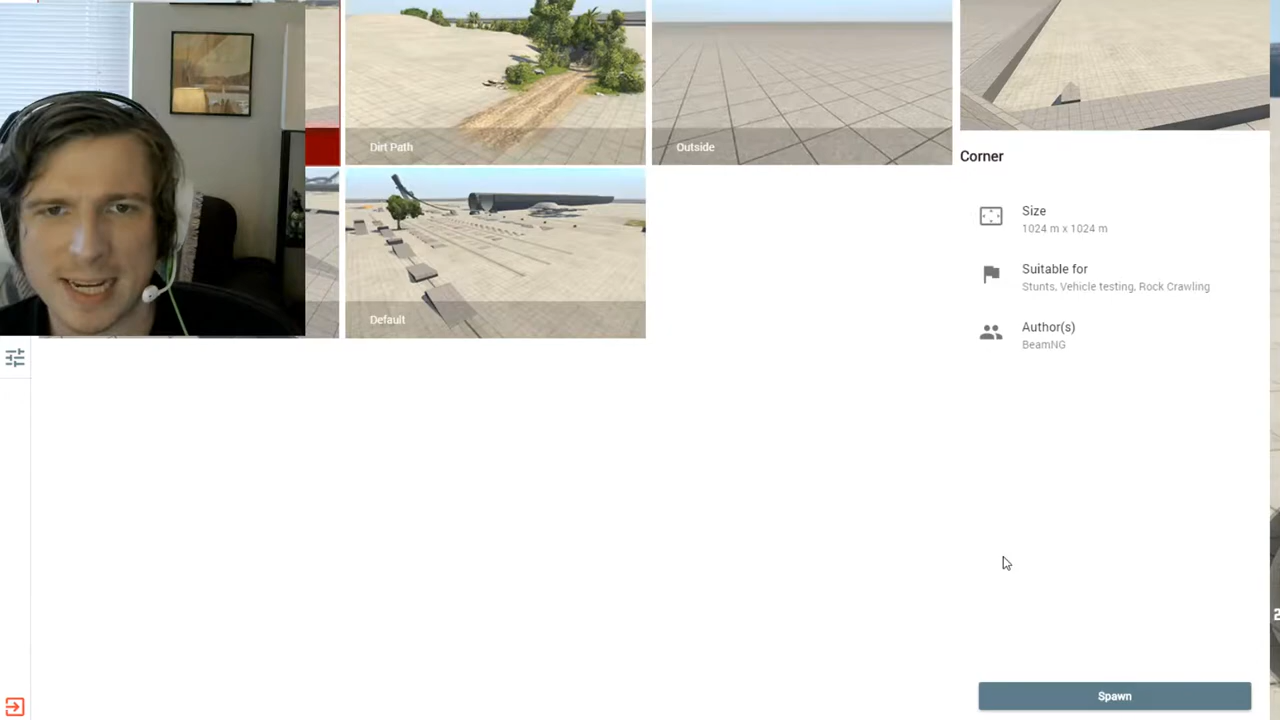 Dirt Path
Outside
Default
Corner
Size
1024 m x 1024 m
Suitable for
Stunts, Vehicle testing, Rock Crawling
Author(s)
BeamNG
Spawn